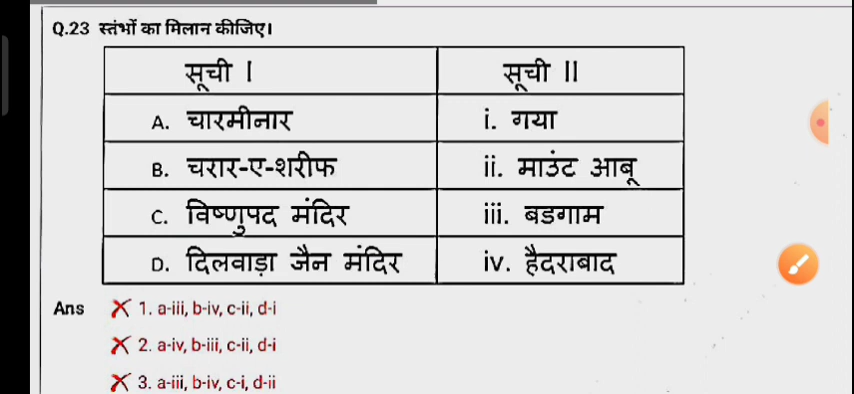 Q.23 स्तंभों का मिलान कीजिए।
सूची I सूची II
A. चारमीनार i. गया
B. चरार-ए-शरीफ ii. माउंट आबू
C. विष्णुपद मंदिर iii. बडगाम
D. दिलवाड़ा जैन मंदिर iv. हैदराबाद
Ans X 1. a-iii, b-iv, c-ii, d-i
X 2. a-iv, b-iii, c-ii, d-i
X 3. a-iii, b-iv, c-i, d-ii